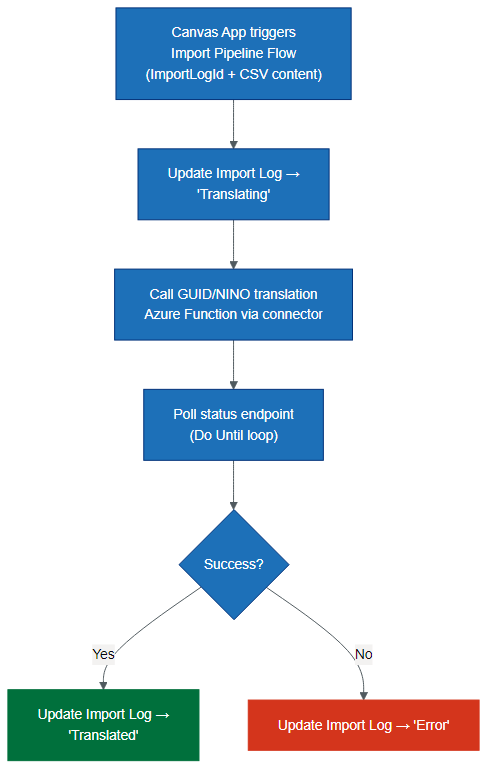 Canvas App triggers
Import Pipeline Flow
(ImportLogId + CSV content)
Update Import Log →
'Translating'
Call GUID/NINO translation
Azure Function via connector
Poll status endpoint
(Do Until loop)
Success?
Yes
No
Update Import Log →
'Translated'
Update Import Log → 'Error'